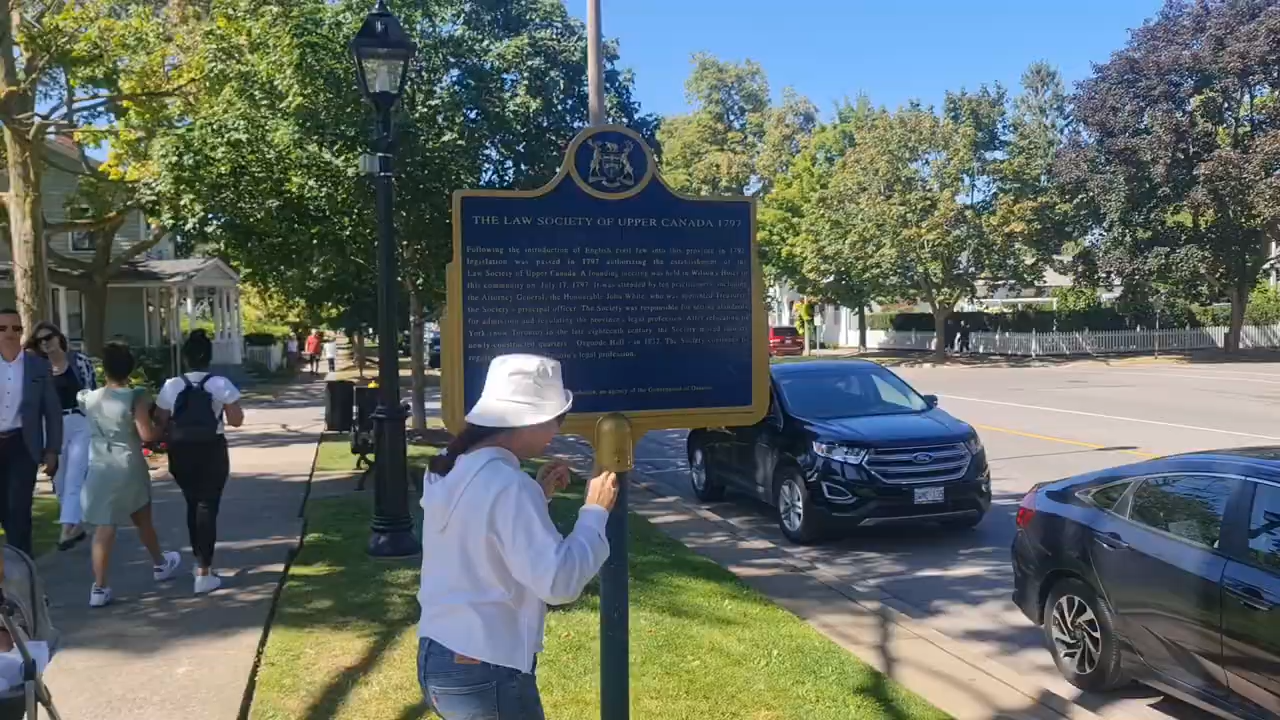 THE LAW SOCIETY OF UPPER CANADA 1797
Following the introduction of English civil law into this province in 1792
legislation was passed in 1797 authorizing the establishment of the
Law Society of Upper Canada. A founding meeting was held in Wilson's Hotel in
this community on July 17, 1797. It was attended by ten practitioners, including
the Attorney General, the Honourable John White, who was appointed Treasurer,
the Society's principal officer. The Society was responsible for setting standards
for admission and regulating the province's legal profession. After relocating to
York now Toronto in the late eighteenth century, the Society moved into its
newly-constructed quarters - Osgoode Hall - in 1832. The Society continues to
legal profession.
an agency of the Government of Ontario
Ford